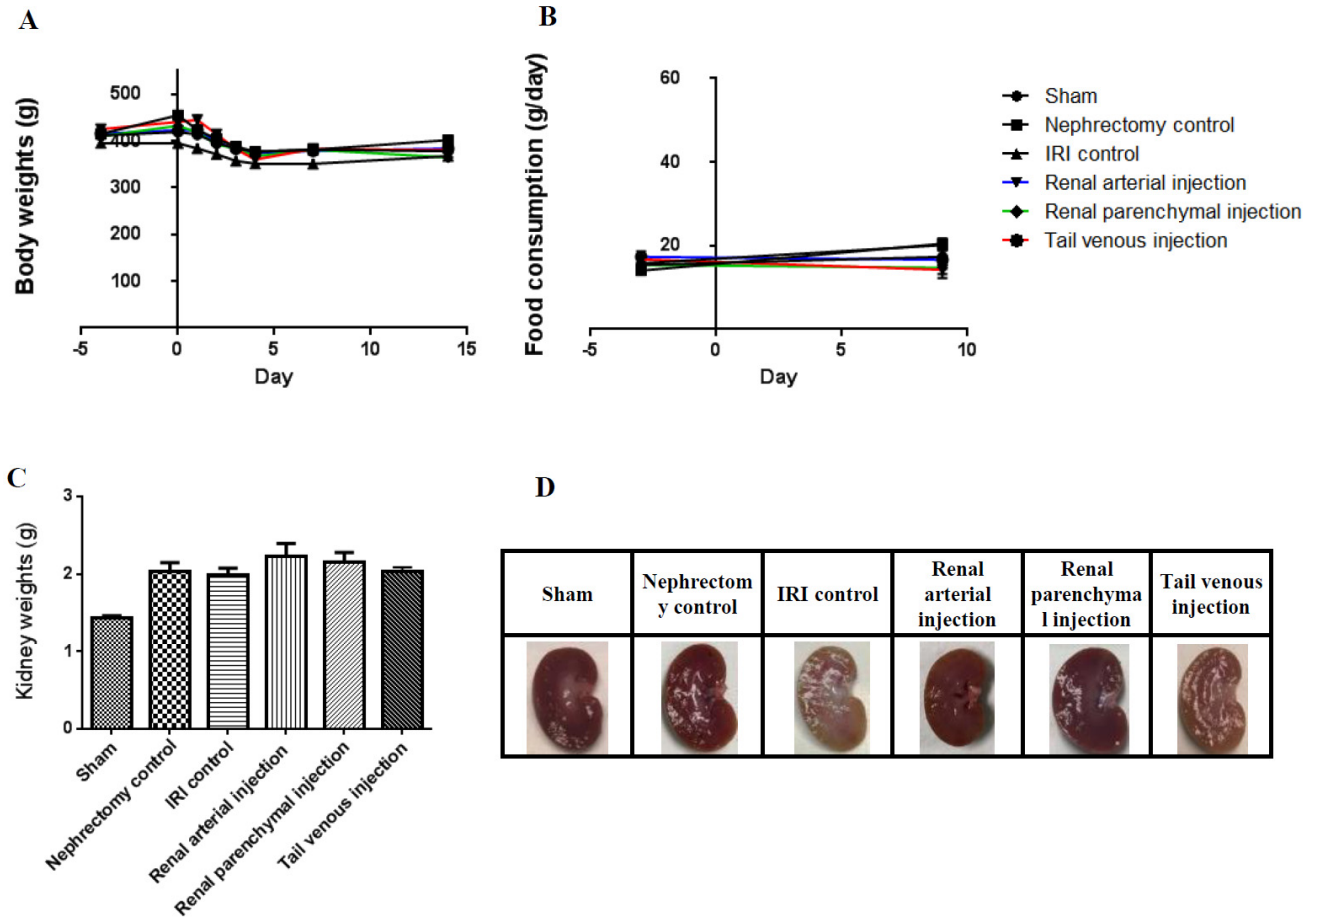 A
Body weights (g)
500
400
300
200
100
-5 0 5 10 15
Day
B
Food consumption (g/day)
60
40
20
-5 0 5 10
Day
Sham
Nephrectomy control
IRI control
Renal arterial injection
Renal parenchymal injection
Tail venous injection
C
Kidney weights (g)
3
2
1
0
Sham
Nephrectomy control
IRI control
Renal arterial injection
Renal parenchymal injection
Tail venous injection
D
Sham
Nephrectom
y control
IRI control
Renal
arterial
injection
Renal
parenchyma
l injection
Tail venous
injection